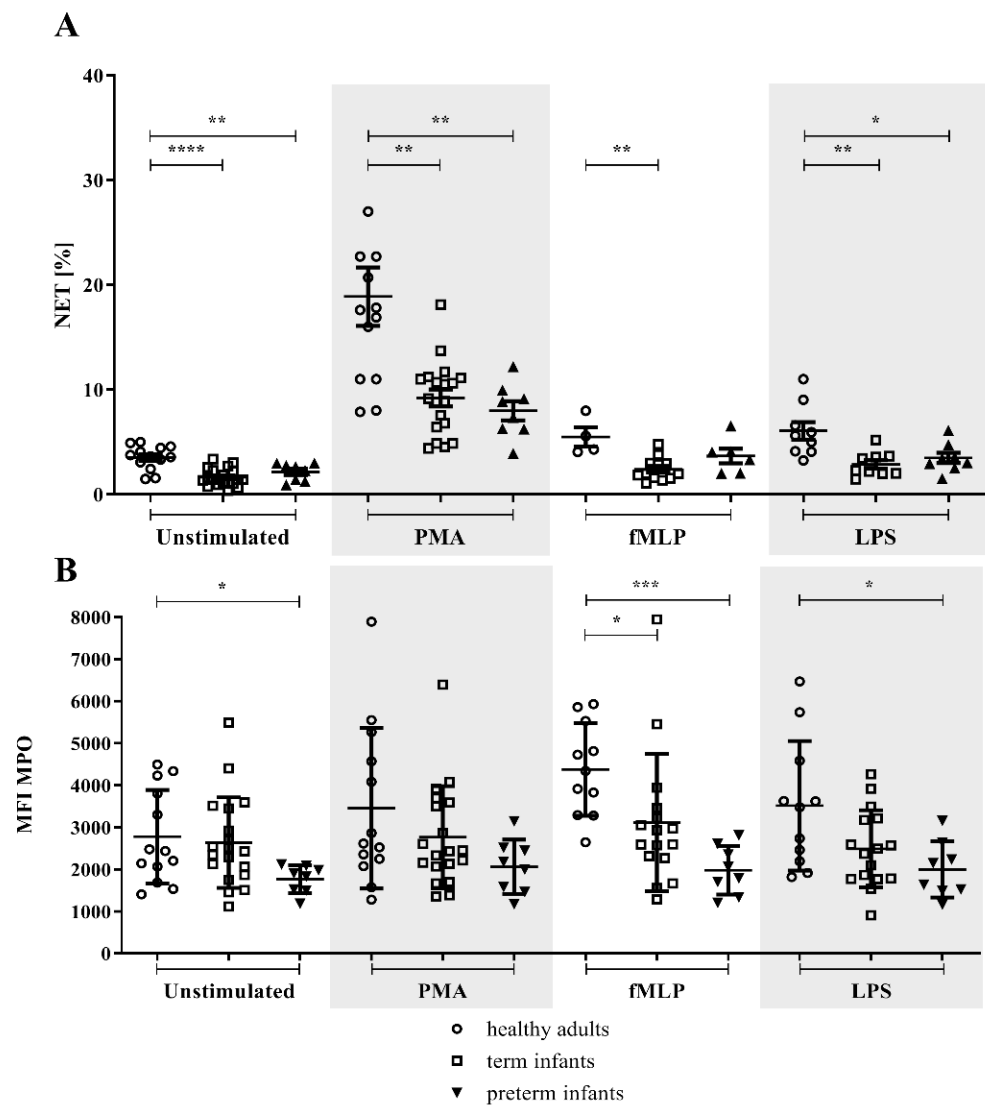 A
40
** ** *
**** ** ** **
30
NET [%]
20
10
0
Unstimulated PMA fMLP LPS
B
* *** *
8000
*
7000
6000
5000
MFI MPO
4000
3000
2000
1000
0
Unstimulated PMA fMLP LPS
healthy adults
term infants
preterm infants